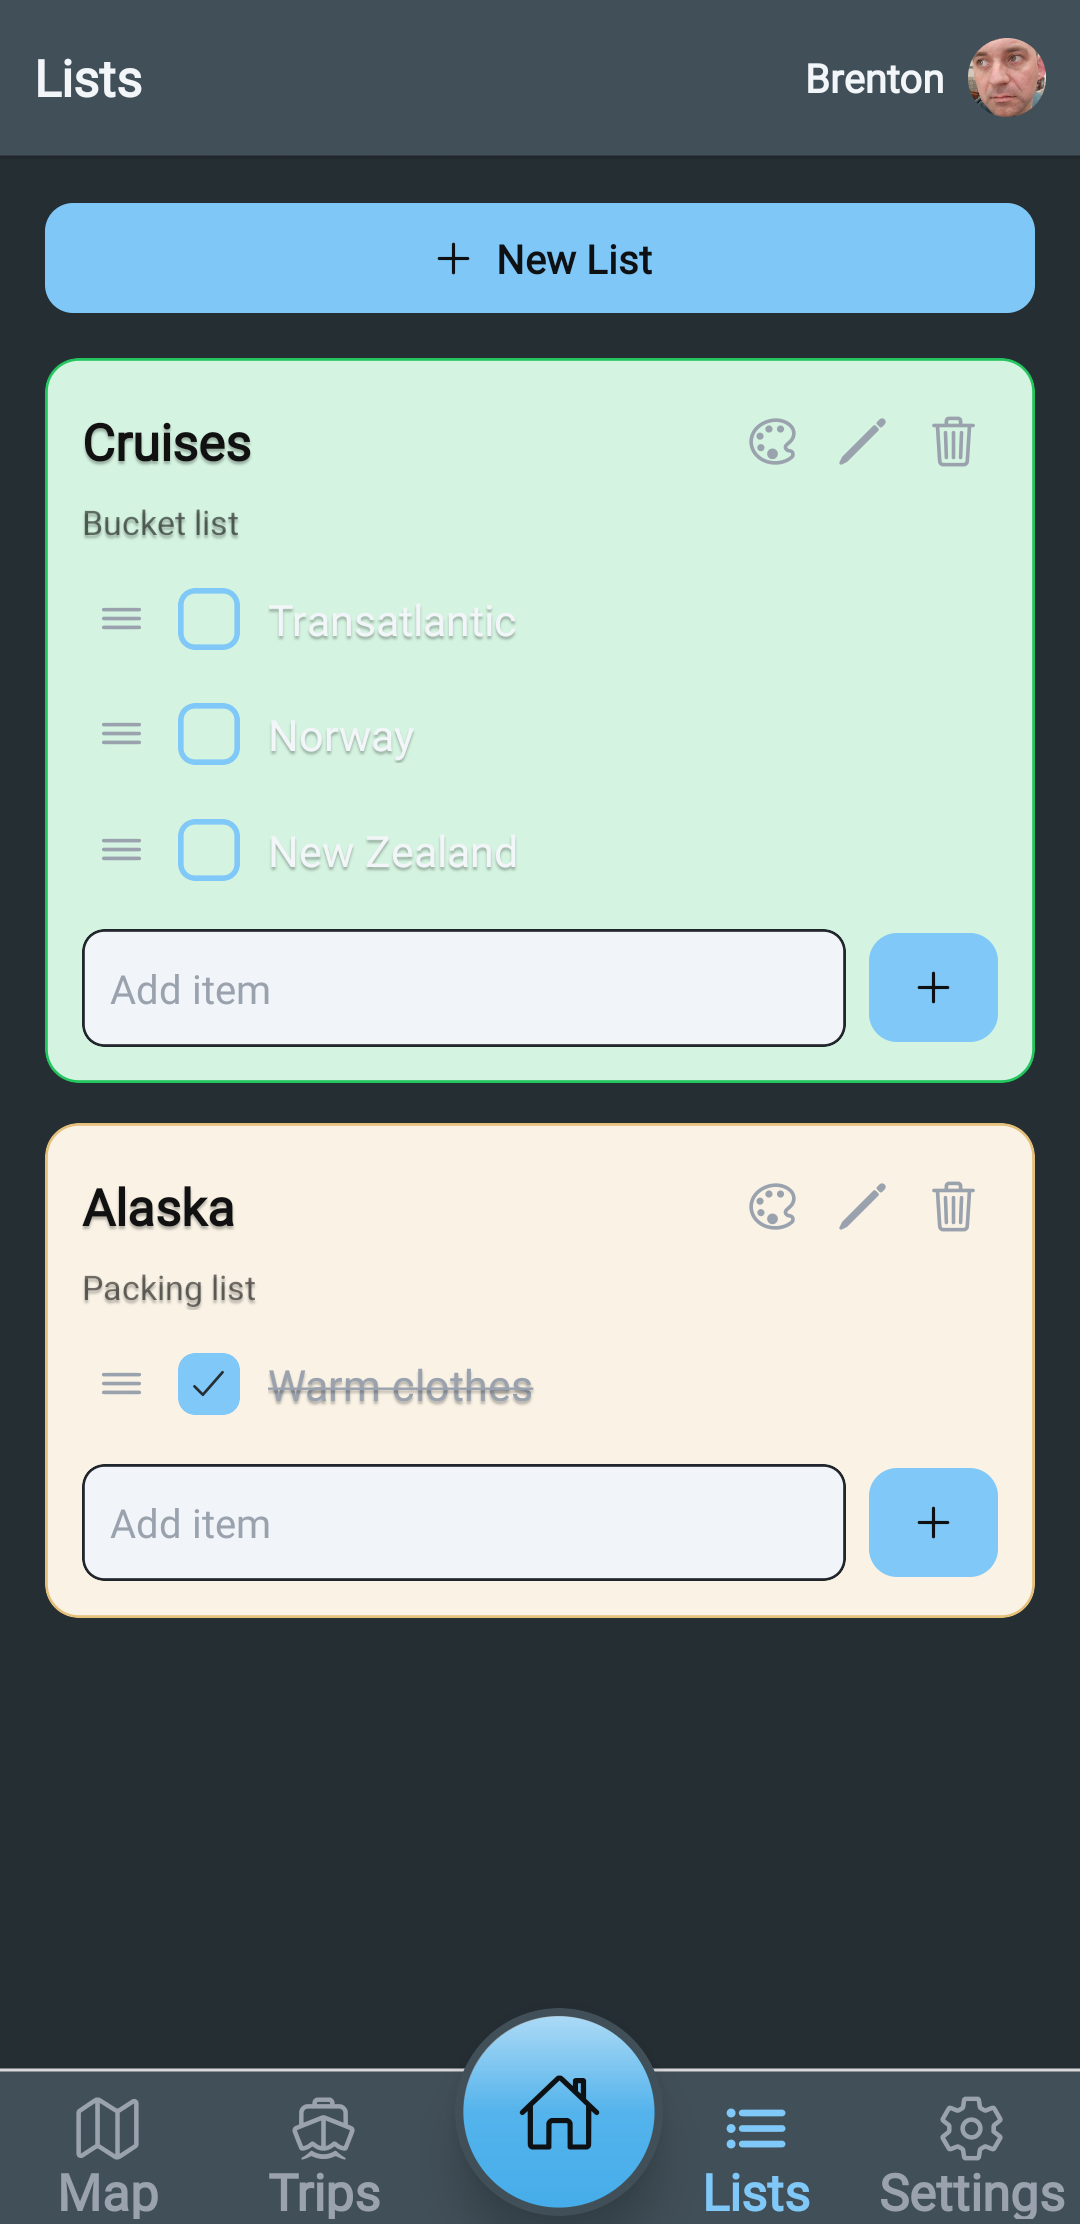 Lists
Brenton
New List
Cruises
Bucket list
Transatlantic
Norway
New Zealand
Add item
Alaska
Packing list
Warm clothes
Add item
Map
Trips
Lists
Settings